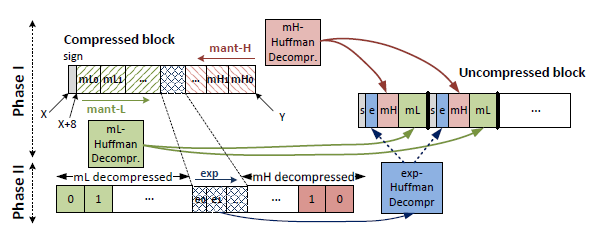 Phase I
Phase II
Compressed block
mant-H
mH-
Huffman
Decompr.
sign
mL0 mL1 ... ... mH1 mH0
X
X+8
mant-L
Y
Uncompressed block
s e mH mL s e mH mL ...
mL-
Huffman
Decompr.
mL decompressed
exp
mH decompressed
0 1 ... e0 e1 ... ... 1 0
exp-
Huffman
Decompr